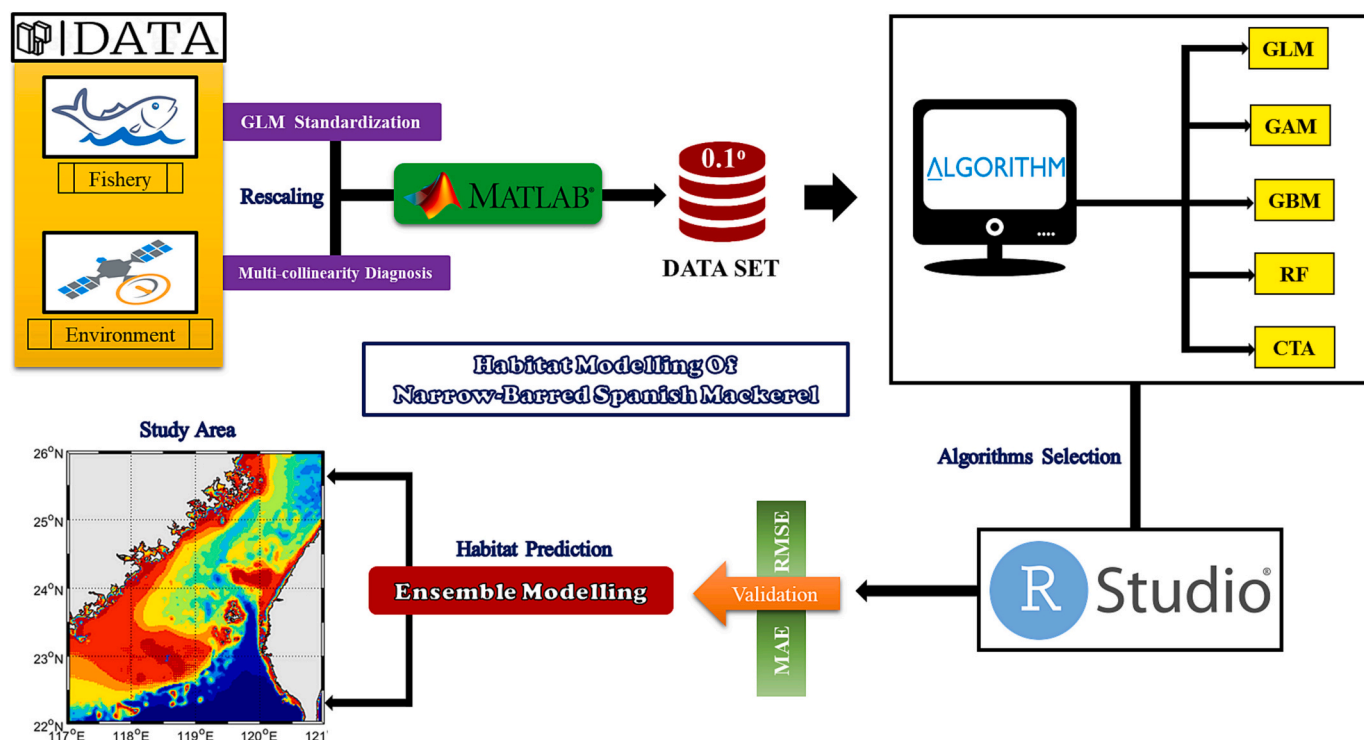 DATA
Fishery
Environment
GLM Standardization
Rescaling
Multi-collinearity Diagnosis
MATLAB®
0.1°
DATA SET
ALGORITHM
GLM
GAM
GBM
RF
CTA
Habitat Modelling Of
Narrow-Barred Spanish Mackerel
Algorithms Selection
R Studio®
RMSE
Validation
MAE
Habitat Prediction
Ensemble Modelling
Study Area
26°N
25°N
24°N
23°N
22°N
117°E 118°E 119°E 120°E 121°